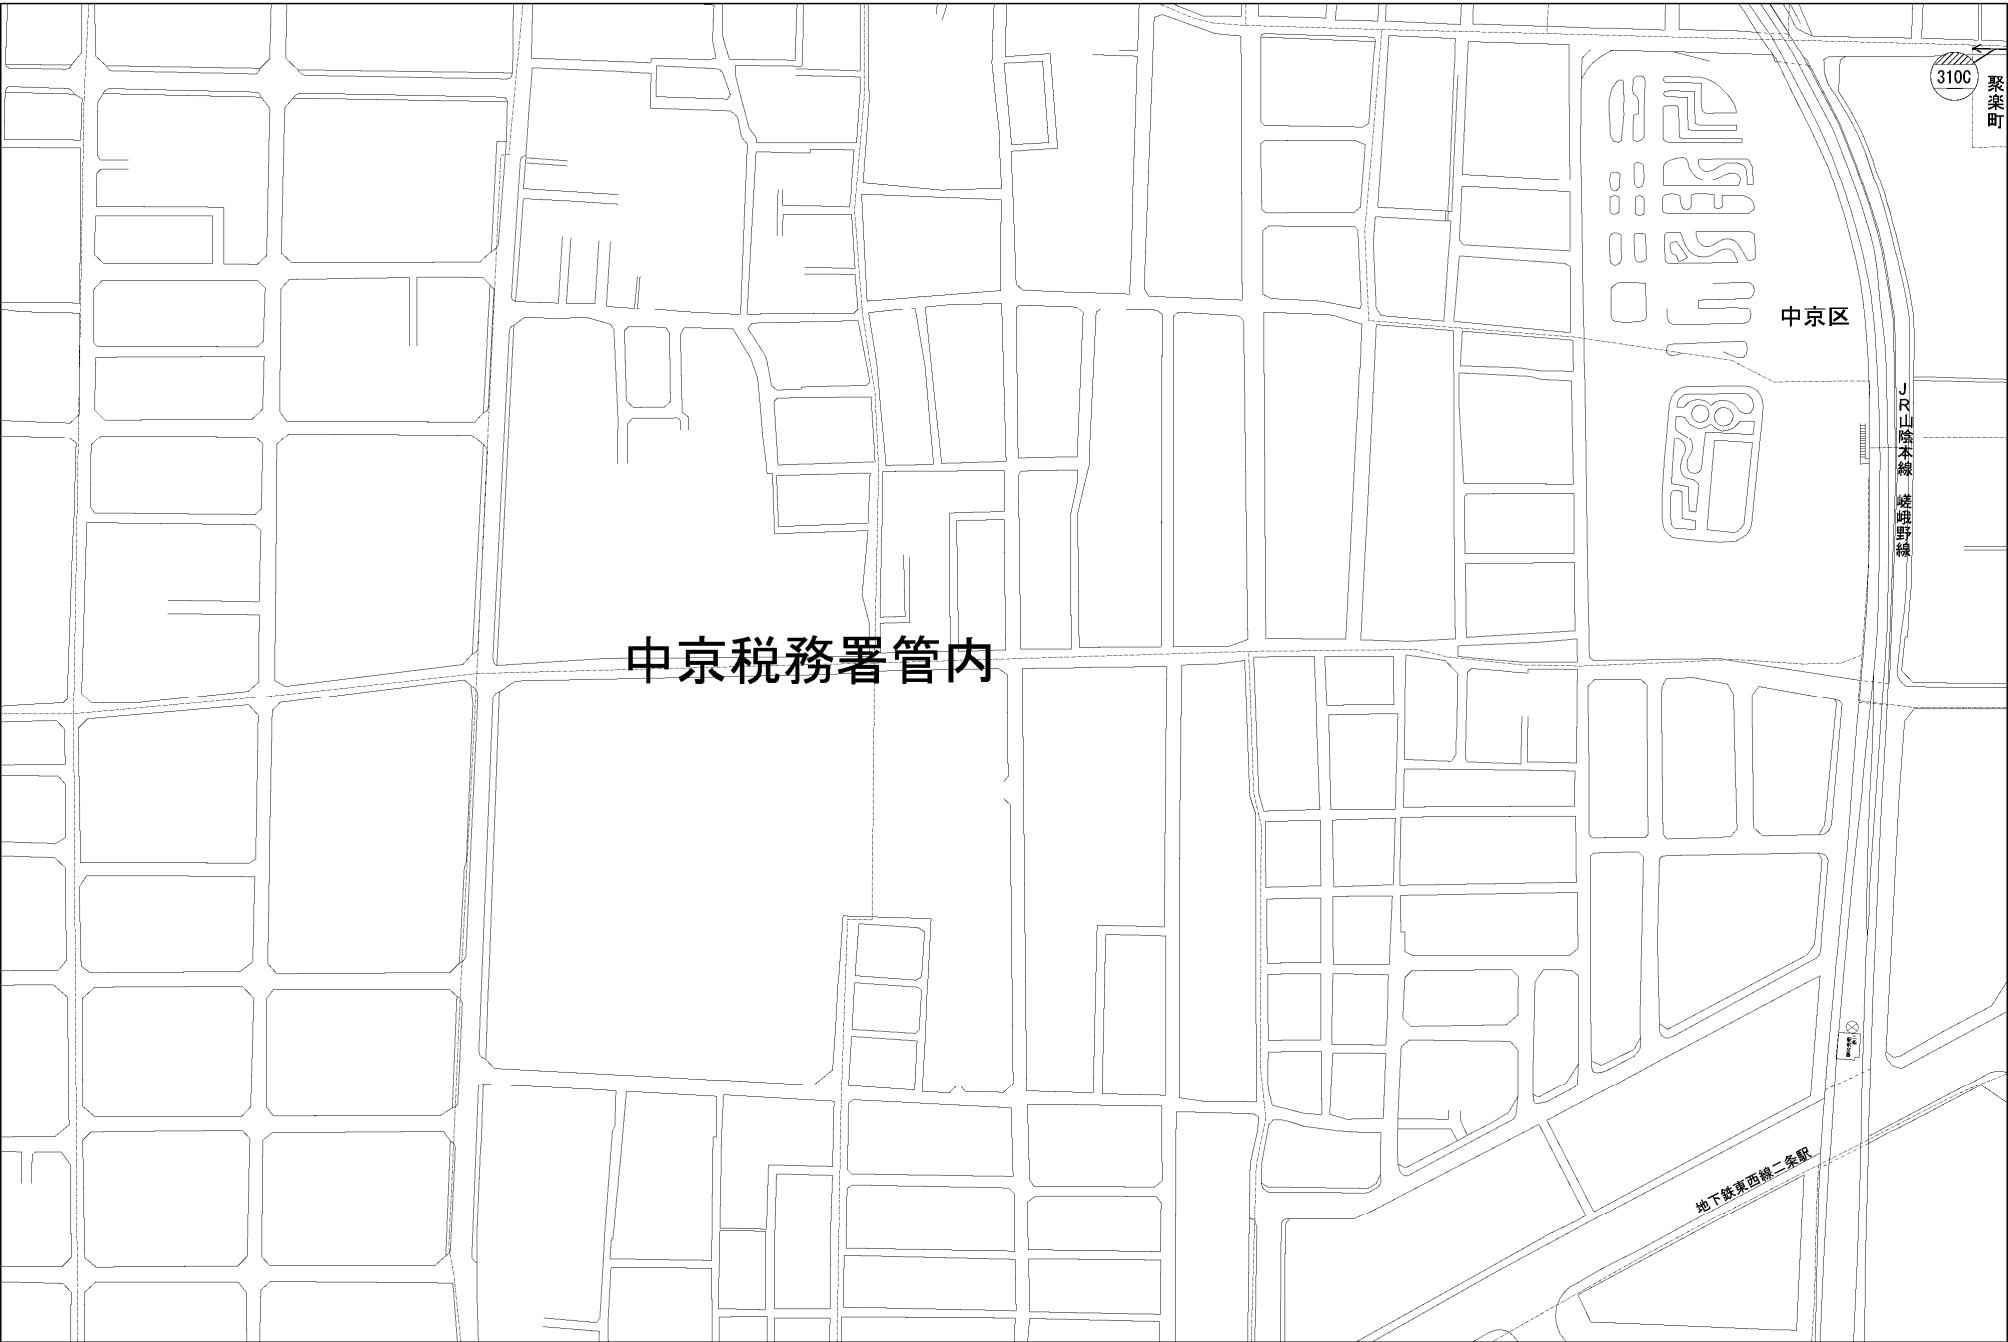 310C
聚楽町
中京区
JR山陰本線 嵯峨野線
中京税務署管内
地下鉄東西線二条駅